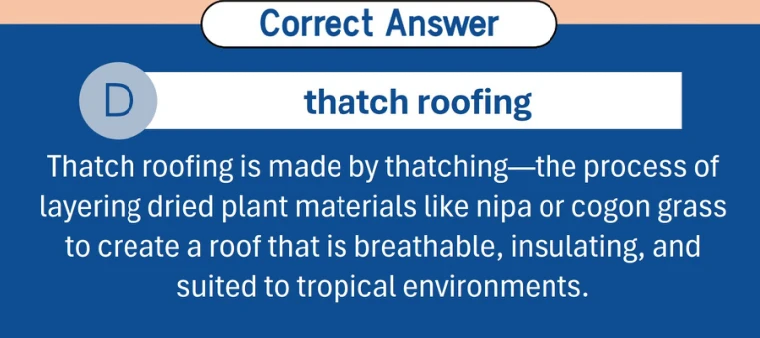 Correct Answer
D
thatch roofing
Thatch roofing is made by thatching—the process of
layering dried plant materials like nipa or cogon grass
to create a roof that is breathable, insulating, and
suited to tropical environments.